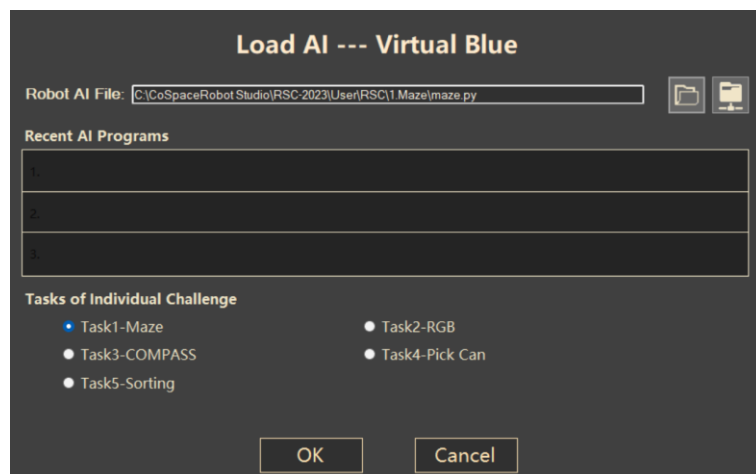 Load AI --- Virtual Blue
Robot AI File: C:\CoSpaceRobot Studio\RSC-2023\User\RSC\1.Maze\maze.py
Recent AI Programs
1.
2.
3.
Tasks of Individual Challenge
Task1-Maze Task2-RGB
Task3-COMPASS Task4-Pick Can
Task5-Sorting
OK Cancel